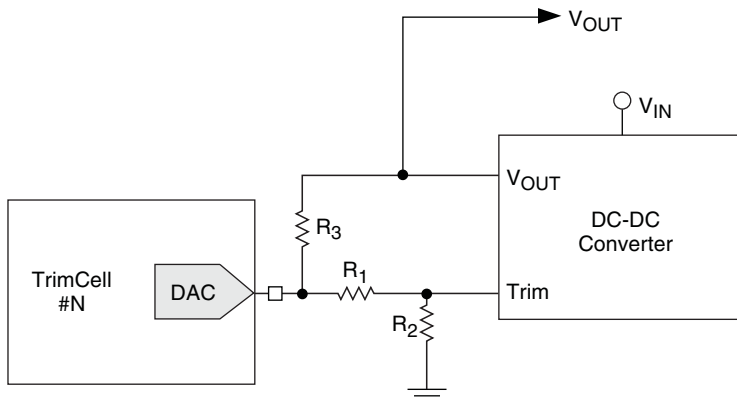 VOUT
VIN
VOUT
DC-DC
Converter
R3
TrimCell
#N
DAC
R1
Trim
R2